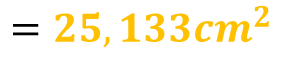 = 25,133cm²